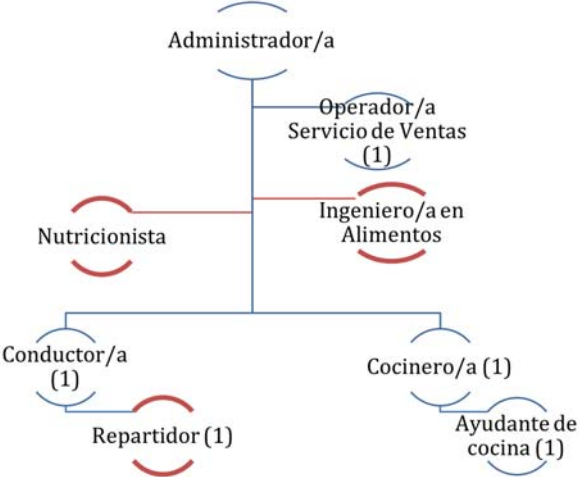 Administrador/a
Operador/a
Servicio de Ventas
(1)
Ingeniero/a en
Alimentos
Nutricionista
Conductor/a
(1)
Cocinero/a (1)
Repartidor (1)
Ayudante de
cocina (1)